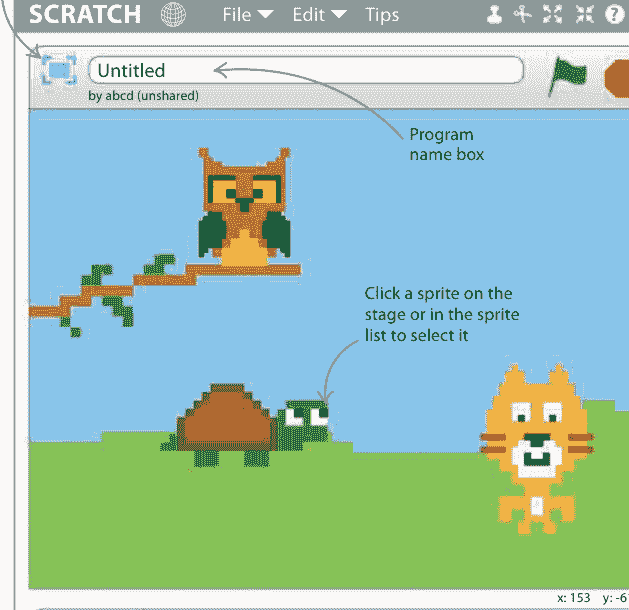 SCRATCH File Edit Tips ?
Untitled
by abcd (unshared)
Program
name box
Click a sprite on the
stage or in the sprite
list to select it
x: 153 y: -6